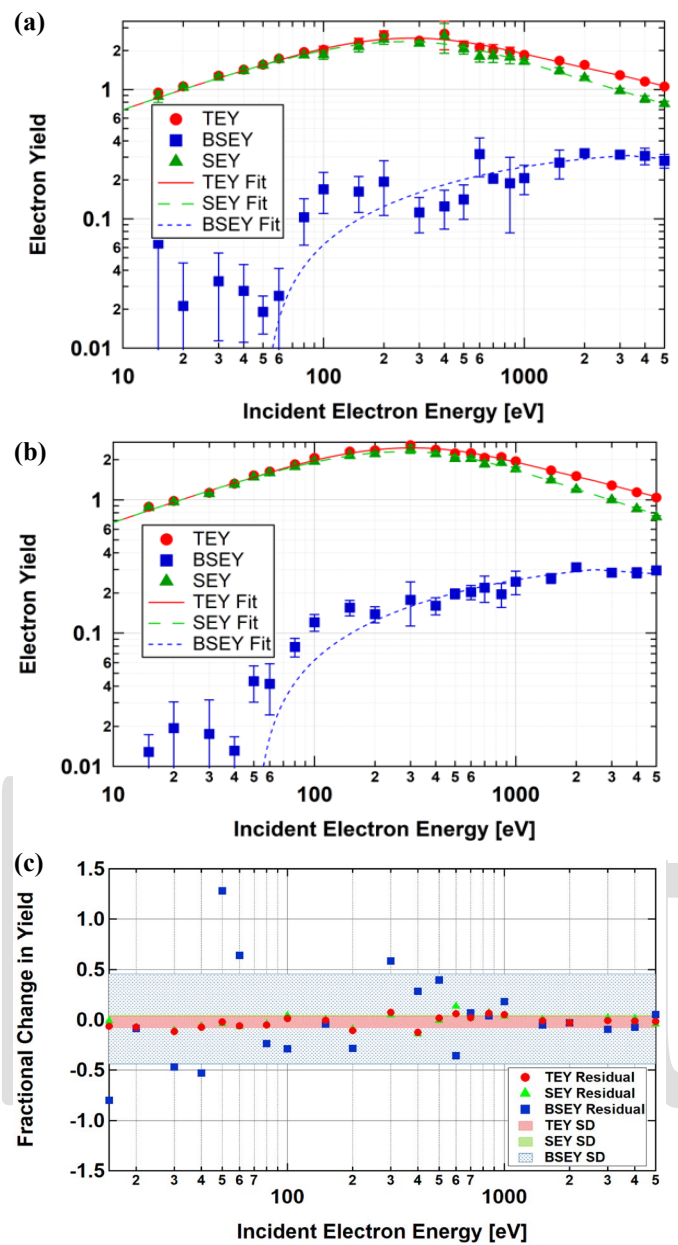 (a)
2
1
6
4
2
0.1
6
4
2
0.01
Electron Yield
TEY
BSEY
SEY
TEY Fit
SEY Fit
BSEY Fit
10 2 3 4 5 6 100 2 3 4 5 6 1000 2 3 4 5
Incident Electron Energy [eV]
(b)
2
1
6
4
2
0.1
6
4
2
0.01
Electron Yield
TEY
BSEY
SEY
TEY Fit
SEY Fit
BSEY Fit
10 2 3 4 5 6 100 2 3 4 5 6 1000 2 3 4 5
Incident Electron Energy [eV]
(c)
1.5
1.0
0.5
0.0
-0.5
-1.0
-1.5
Fractional Change in Yield
TEY Residual
SEY Residual
BSEY Residual
TEY SD
SEY SD
BSEY SD
2 3 4 5 6 7 100 2 3 4 5 6 7 1000 2 3 4 5
Incident Electron Energy [eV]